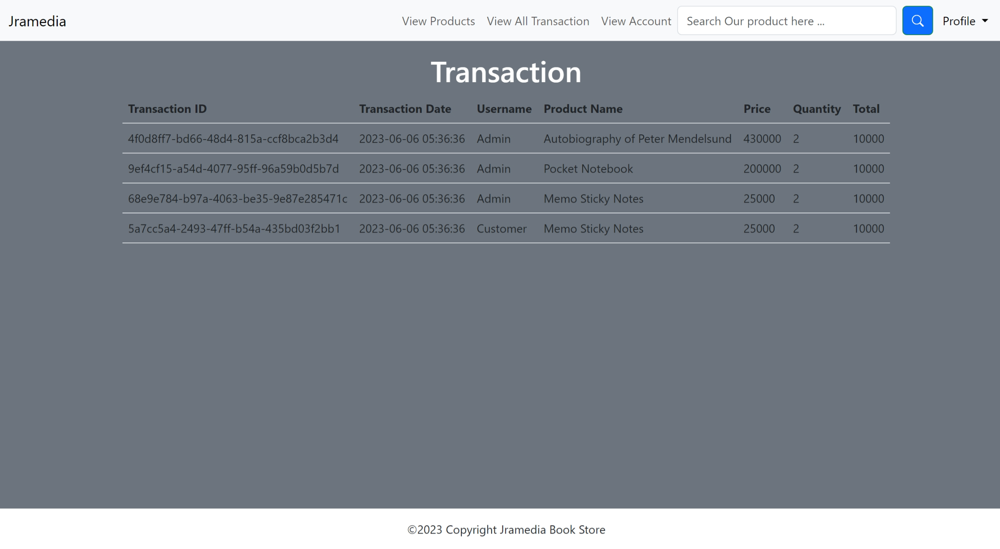 Jramedia View Products View All Transaction View Account Search Our product here ... Profile
Transaction
Transaction ID Transaction Date Username Product Name Price Quantity Total
4f0d8ff7-bd66-48d4-815a-ccf8bca2b3d4 2023-06-06 05:36:36 Admin Autobiography of Peter Mendelsund 430000 2 10000
9ef4cf15-a54d-4077-95ff-96a59b0d5b7d 2023-06-06 05:36:36 Admin Pocket Notebook 200000 2 10000
68e9e784-b97a-4063-be35-9e87e285471c 2023-06-06 05:36:36 Admin Memo Sticky Notes 25000 2 10000
5a7cc5a4-2493-47ff-b54a-435bd03f2bb1 2023-06-06 05:36:36 Customer Memo Sticky Notes 25000 2 10000
©2023 Copyright Jramedia Book Store